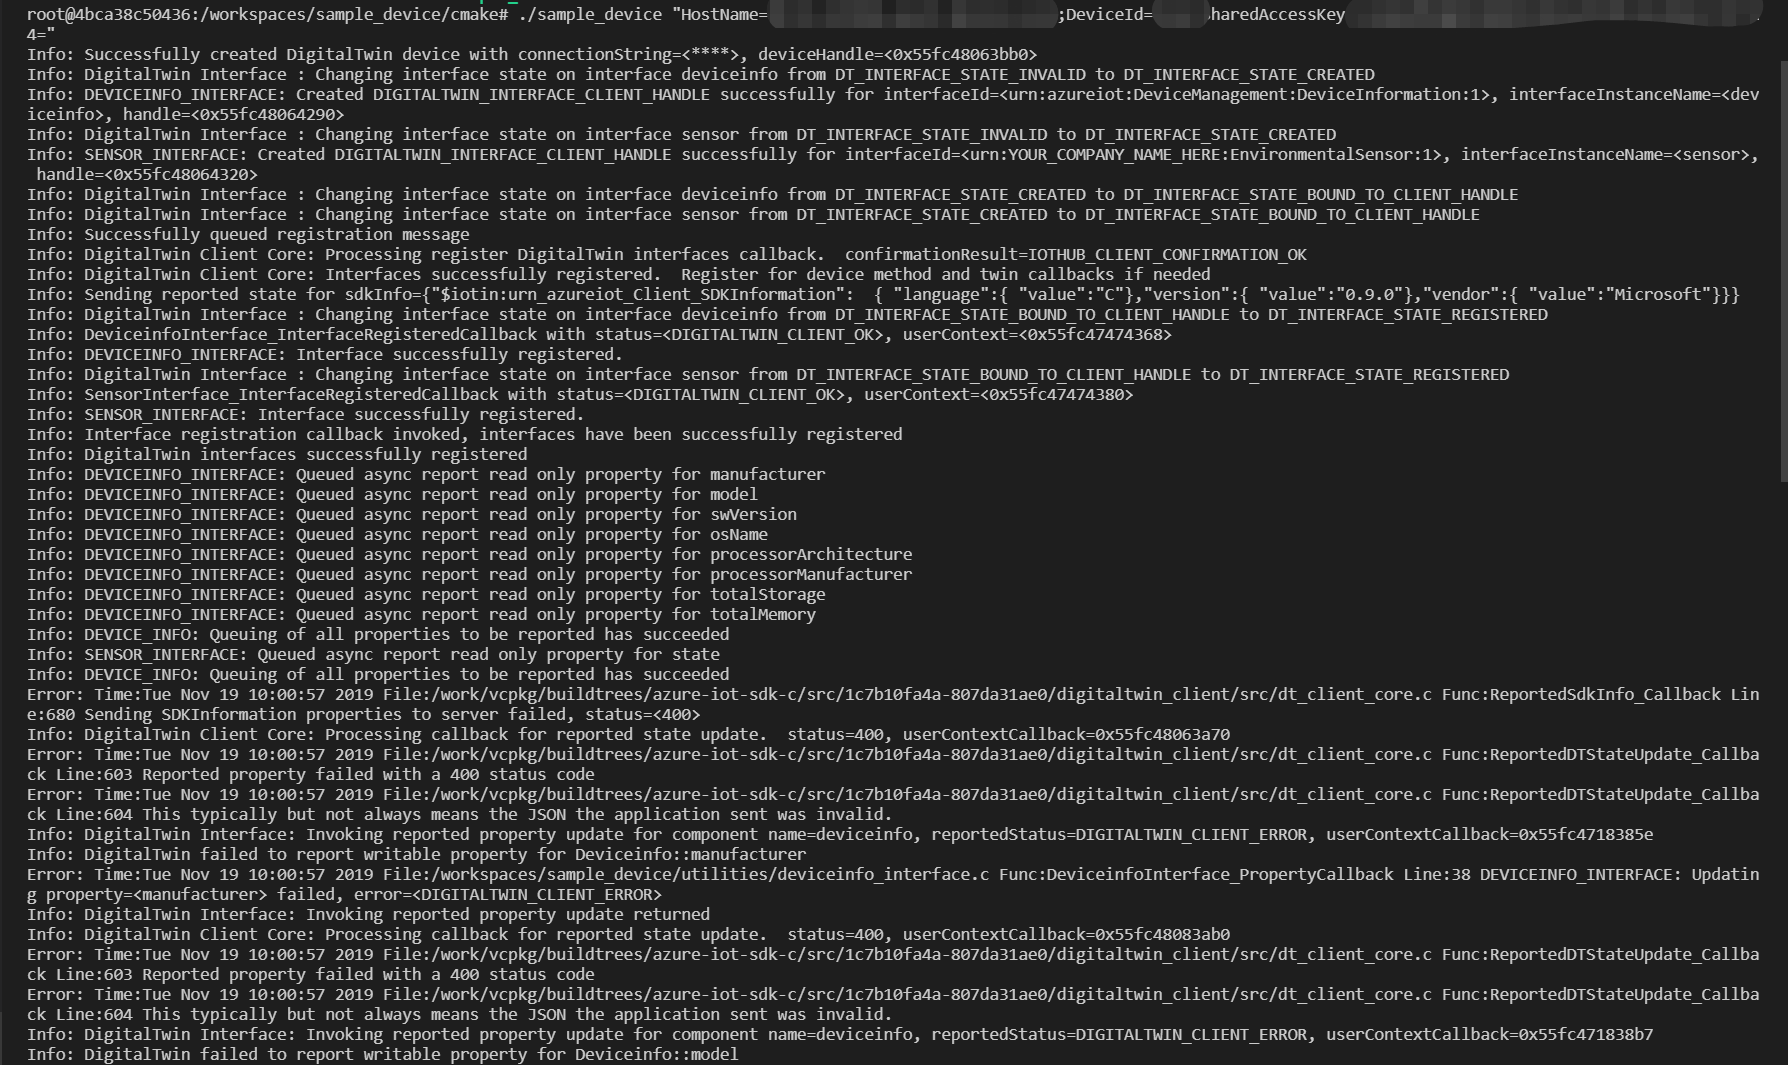 root@4bca38c50436:/workspaces/sample_device/cmake# ./sample_device "HostName= ;DeviceId= haredAccessKey
4="
Info: Successfully created DigitalTwin device with connectionString=<****>, deviceHandle=<0x55fc48063bb0>
Info: DigitalTwin Interface : Changing interface state on interface deviceinfo from DT_INTERFACE_STATE_INVALID to DT_INTERFACE_STATE_CREATED
Info: DEVICEINFO_INTERFACE: Created DIGITALTWIN_INTERFACE_CLIENT_HANDLE successfully for interfaceId=<urn:azureiot:DeviceManagement:DeviceInformation:1>, interfaceInstanceName=<dev
iceinfo>, handle=<0x55fc48064290>
Info: DigitalTwin Interface : Changing interface state on interface sensor from DT_INTERFACE_STATE_INVALID to DT_INTERFACE_STATE_CREATED
Info: SENSOR_INTERFACE: Created DIGITALTWIN_INTERFACE_CLIENT_HANDLE successfully for interfaceId=<urn:YOUR_COMPANY_NAME_HERE:EnvironmentalSensor:1>, interfaceInstanceName=<sensor>,
 handle=<0x55fc48064320>
Info: DigitalTwin Interface : Changing interface state on interface deviceinfo from DT_INTERFACE_STATE_CREATED to DT_INTERFACE_STATE_BOUND_TO_CLIENT_HANDLE
Info: DigitalTwin Interface : Changing interface state on interface sensor from DT_INTERFACE_STATE_CREATED to DT_INTERFACE_STATE_BOUND_TO_CLIENT_HANDLE
Info: Successfully queued registration message
Info: DigitalTwin Client Core: Processing register DigitalTwin interfaces callback.  confirmationResult=IOTHUB_CLIENT_CONFIRMATION_OK
Info: DigitalTwin Client Core: Interfaces successfully registered.  Register for device method and twin callbacks if needed
Info: Sending reported state for sdkInfo={"$iotin:urn_azureiot_Client_SDKInformation":  { "language":{ "value":"C"},"version":{ "value":"0.9.0"},"vendor":{ "value":"Microsoft"}}}
Info: DigitalTwin Interface : Changing interface state on interface deviceinfo from DT_INTERFACE_STATE_BOUND_TO_CLIENT_HANDLE to DT_INTERFACE_STATE_REGISTERED
Info: DeviceinfoInterface_InterfaceRegisteredCallback with status=<DIGITALTWIN_CLIENT_OK>, userContext=<0x55fc47474368>
Info: DEVICEINFO_INTERFACE: Interface successfully registered.
Info: DigitalTwin Interface : Changing interface state on interface sensor from DT_INTERFACE_STATE_BOUND_TO_CLIENT_HANDLE to DT_INTERFACE_STATE_REGISTERED
Info: SensorInterface_InterfaceRegisteredCallback with status=<DIGITALTWIN_CLIENT_OK>, userContext=<0x55fc47474380>
Info: SENSOR_INTERFACE: Interface successfully registered.
Info: Interface registration callback invoked, interfaces have been successfully registered
Info: DigitalTwin interfaces successfully registered
Info: DEVICEINFO_INTERFACE: Queued async report read only property for manufacturer
Info: DEVICEINFO_INTERFACE: Queued async report read only property for model
Info: DEVICEINFO_INTERFACE: Queued async report read only property for swVersion
Info: DEVICEINFO_INTERFACE: Queued async report read only property for osName
Info: DEVICEINFO_INTERFACE: Queued async report read only property for processorArchitecture
Info: DEVICEINFO_INTERFACE: Queued async report read only property for processorManufacturer
Info: DEVICEINFO_INTERFACE: Queued async report read only property for totalStorage
Info: DEVICEINFO_INTERFACE: Queued async report read only property for totalMemory
Info: DEVICE_INFO: Queuing of all properties to be reported has succeeded
Info: SENSOR_INTERFACE: Queued async report read only property for state
Info: DEVICE_INFO: Queuing of all properties to be reported has succeeded
Error: Time:Tue Nov 19 10:00:57 2019 File:/work/vcpkg/buildtrees/azure-iot-sdk-c/src/1c7b10fa4a-807da31ae0/digitaltwin_client/src/dt_client_core.c Func:ReportedSdkInfo_Callback Lin
e:680 Sending SDKInformation properties to server failed, status=<400>
Info: DigitalTwin Client Core: Processing callback for reported state update.  status=400, userContextCallback=0x55fc48063a70
Error: Time:Tue Nov 19 10:00:57 2019 File:/work/vcpkg/buildtrees/azure-iot-sdk-c/src/1c7b10fa4a-807da31ae0/digitaltwin_client/src/dt_client_core.c Func:ReportedDTStateUpdate_Callba
ck Line:603 Reported property failed with a 400 status code
Error: Time:Tue Nov 19 10:00:57 2019 File:/work/vcpkg/buildtrees/azure-iot-sdk-c/src/1c7b10fa4a-807da31ae0/digitaltwin_client/src/dt_client_core.c Func:ReportedDTStateUpdate_Callba
ck Line:604 This typically but not always means the JSON the application sent was invalid.
Info: DigitalTwin Interface: Invoking reported property update for component name=deviceinfo, reportedStatus=DIGITALTWIN_CLIENT_ERROR, userContextCallback=0x55fc4718385e
Info: DigitalTwin failed to report writable property for Deviceinfo::manufacturer
Error: Time:Tue Nov 19 10:00:57 2019 File:/workspaces/sample_device/utilities/deviceinfo_interface.c Func:DeviceinfoInterface_PropertyCallback Line:38 DEVICEINFO_INTERFACE: Updatin
g property=<manufacturer> failed, error=<DIGITALTWIN_CLIENT_ERROR>
Info: DigitalTwin Interface: Invoking reported property update returned
Info: DigitalTwin Client Core: Processing callback for reported state update.  status=400, userContextCallback=0x55fc48083ab0
Error: Time:Tue Nov 19 10:00:57 2019 File:/work/vcpkg/buildtrees/azure-iot-sdk-c/src/1c7b10fa4a-807da31ae0/digitaltwin_client/src/dt_client_core.c Func:ReportedDTStateUpdate_Callba
ck Line:603 Reported property failed with a 400 status code
Error: Time:Tue Nov 19 10:00:57 2019 File:/work/vcpkg/buildtrees/azure-iot-sdk-c/src/1c7b10fa4a-807da31ae0/digitaltwin_client/src/dt_client_core.c Func:ReportedDTStateUpdate_Callba
ck Line:604 This typically but not always means the JSON the application sent was invalid.
Info: DigitalTwin Interface: Invoking reported property update for component name=deviceinfo, reportedStatus=DIGITALTWIN_CLIENT_ERROR, userContextCallback=0x55fc471838b7
Info: DigitalTwin failed to report writable property for Deviceinfo::model